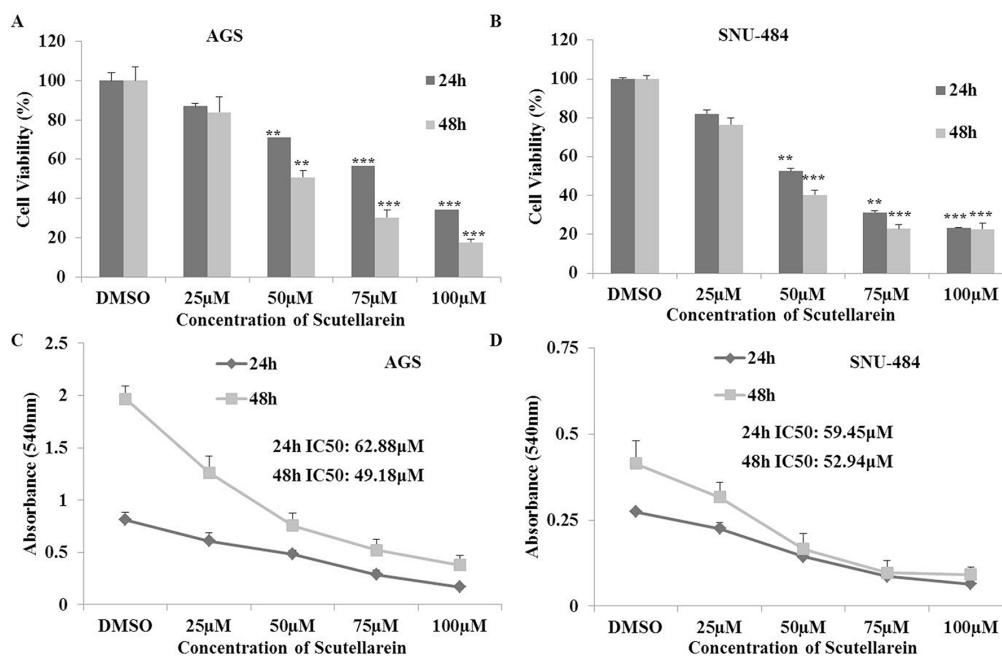 A
AGS
120
100
80
60
40
20
0
Cell Viability (%)
24h
48h
** **
*** ***
*** ***
DMSO 25µM 50µM 75µM 100µM
Concentration of Scutellarein
B
SNU-484
120
100
80
60
40
20
0
Cell Viability (%)
24h
48h
** ***
** ***
*** ***
DMSO 25µM 50µM 75µM 100µM
Concentration of Scutellarein
C
AGS
2.5
2
1.5
1
0.5
0
Absorbance (540nm)
24h
48h
24h IC50: 62.88µM
48h IC50: 49.18µM
DMSO 25µM 50µM 75µM 100µM
Concentration of Scutellarein
D
SNU-484
0.75
0.5
0.25
0
Absorbance (540nm)
24h
48h
24h IC50: 59.45µM
48h IC50: 52.94µM
DMSO 25µM 50µM 75µM 100µM
Concentration of Scutellarein